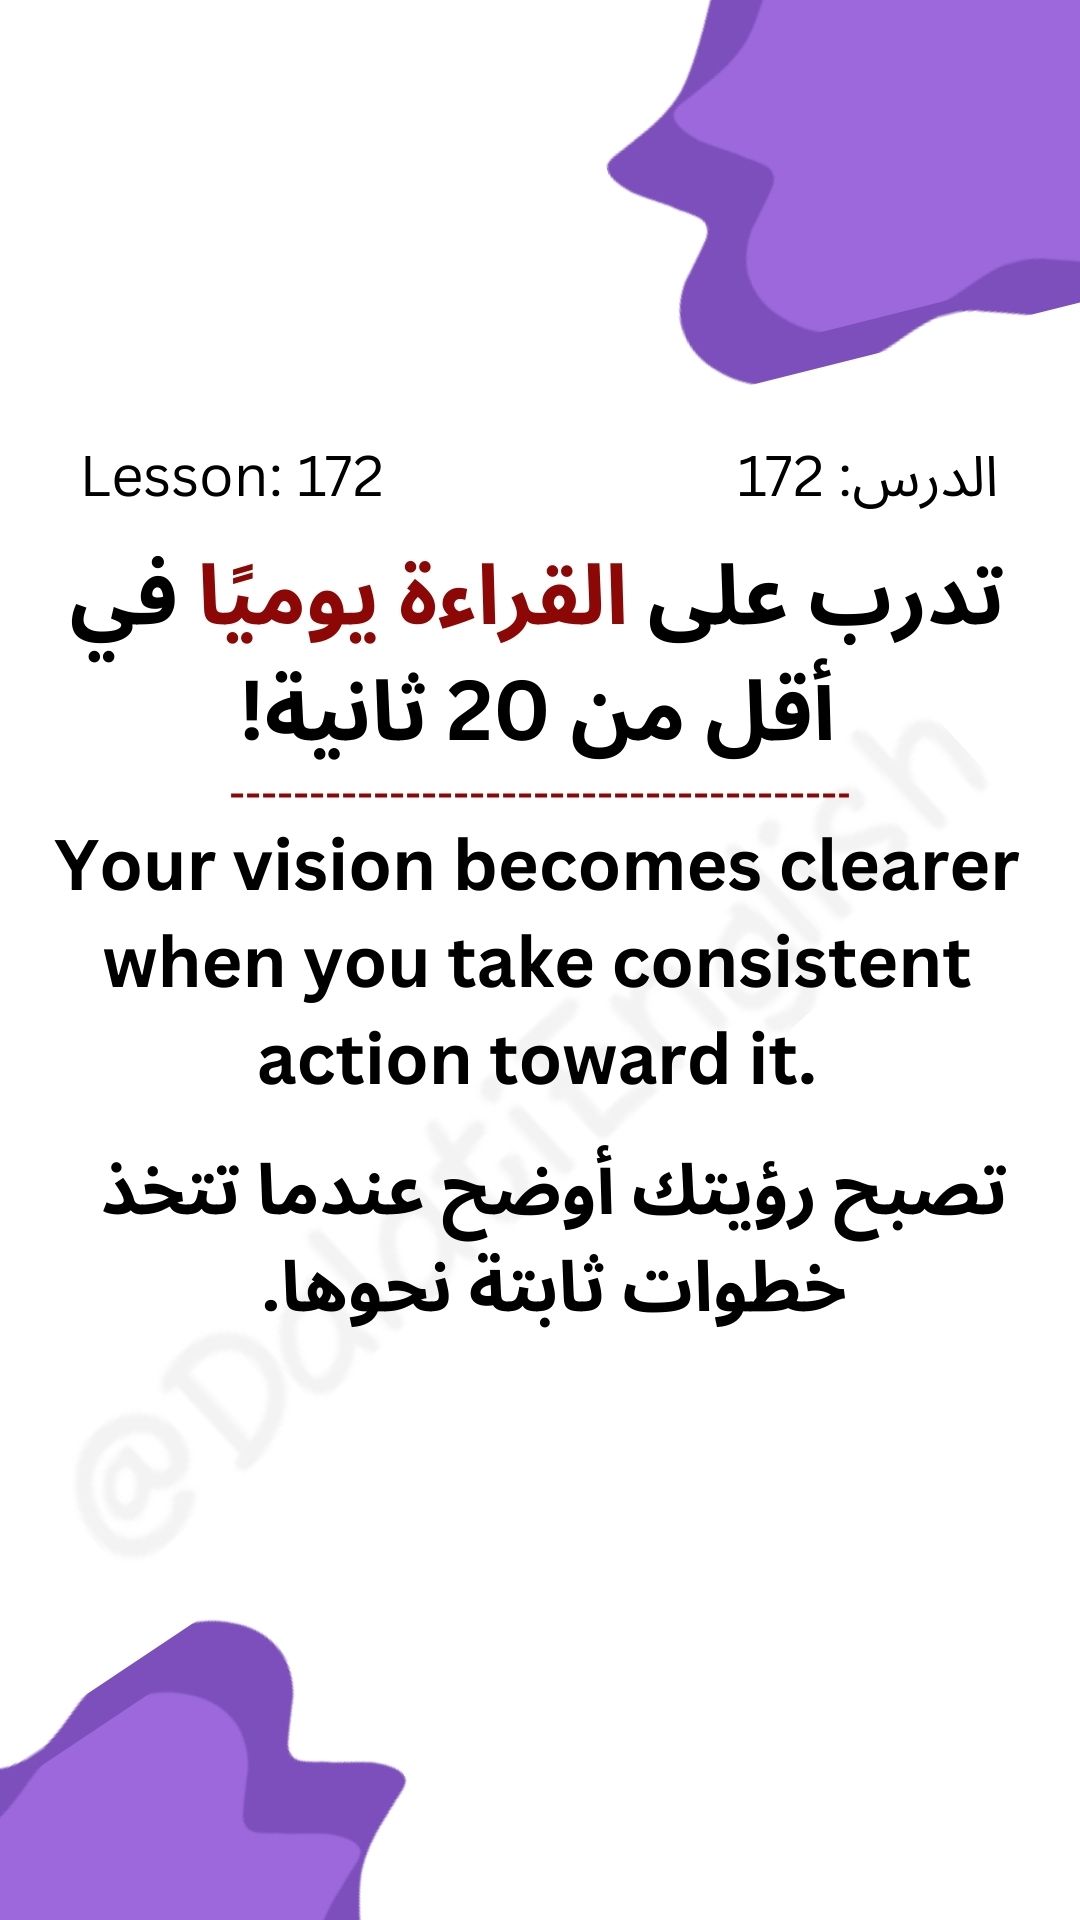 Lesson: 172
الدرس: 172
تدرب على القراءة يوميًا في
أقل من 20 ثانية!
---------------------------------------
Your vision becomes clearer
when you take consistent
action toward it.
تصبح رؤيتك أوضح عندما تتخذ
خطوات ثابتة نحوها.